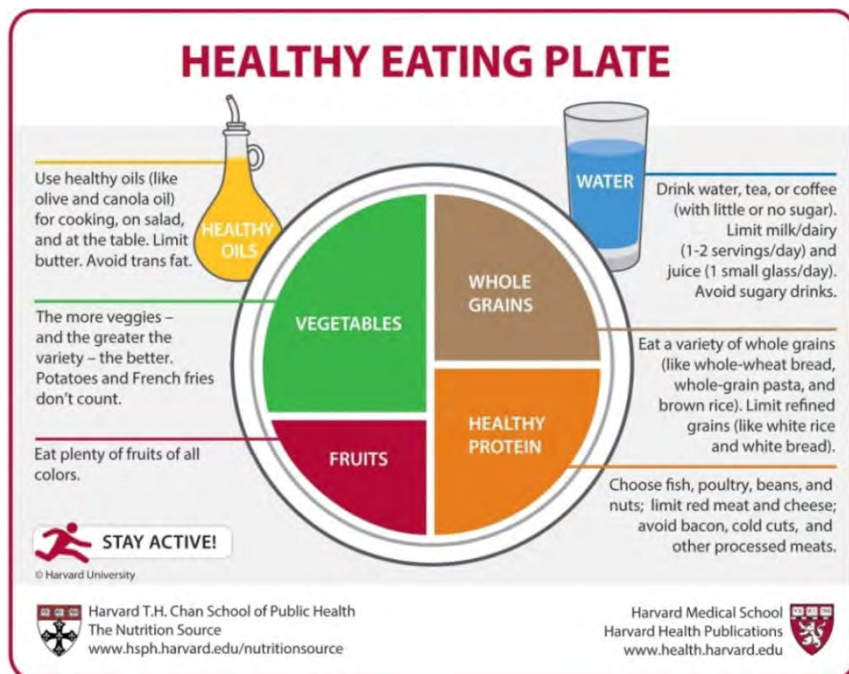 HEALTHY EATING PLATE
Use healthy oils (like
olive and canola oil)
for cooking, on salad,
and at the table. Limit
butter. Avoid trans fat.
HEALTHY
OILS
The more veggies –
and the greater the
variety – the better.
Potatoes and French fries
don't count.
Eat plenty of fruits of all
colors.
VEGETABLES
FRUITS
WHOLE
GRAINS
HEALTHY
PROTEIN
WATER
Drink water, tea, or coffee
(with little or no sugar).
Limit milk/dairy
(1-2 servings/day) and
juice (1 small glass/day).
Avoid sugary drinks.
Eat a variety of whole grains
(like whole-wheat bread,
whole-grain pasta, and
brown rice). Limit refined
grains (like white rice
and white bread).
Choose fish, poultry, beans, and
nuts; limit red meat and cheese;
avoid bacon, cold cuts, and
other processed meats.
STAY ACTIVE!
© Harvard University
Harvard T.H. Chan School of Public Health
The Nutrition Source
www.hsph.harvard.edu/nutritionsource
Harvard Medical School
Harvard Health Publications
www.health.harvard.edu